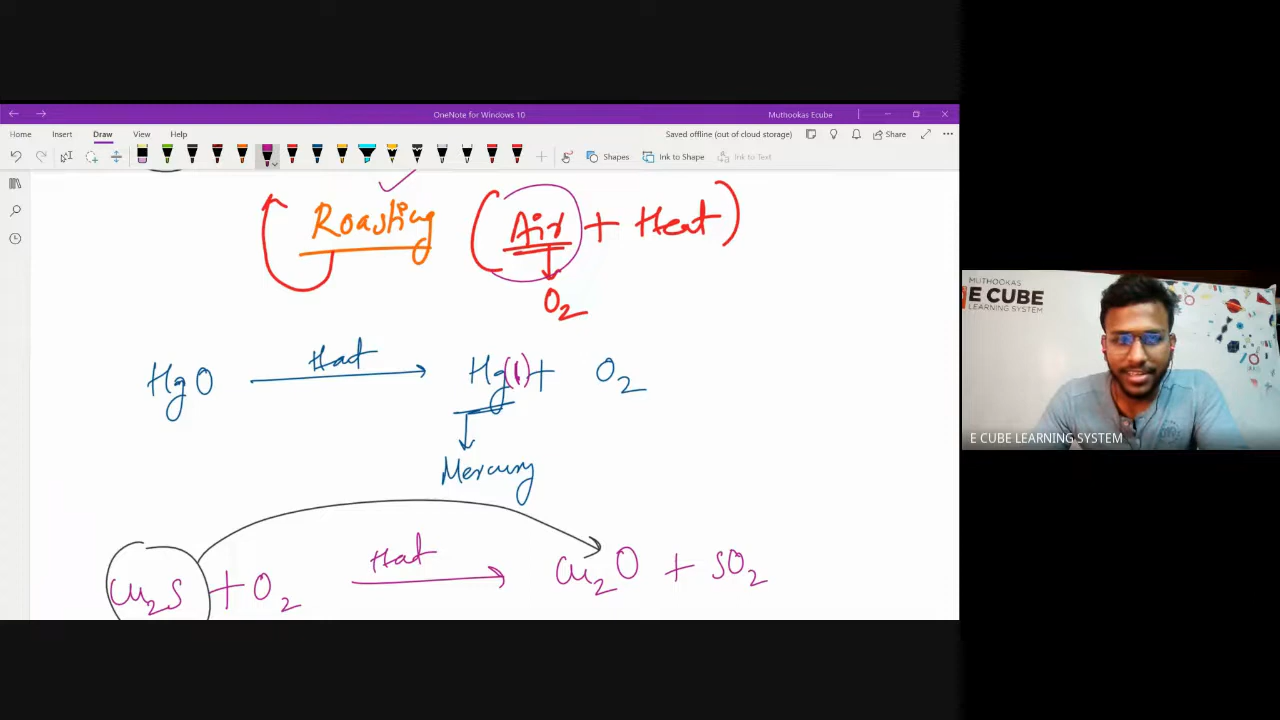 OneNote for Windows 10
Muthookas Ecube
Home Insert Draw View Help
Saved offline (out of cloud storage)
Share
Shapes
Ink to Shape
Ink to Text
Roasting (Air + Heat)
O2
HgO Heat Hg(l) + O2
Mercury
Cu2S + O2 Heat Cu2O + SO2
MUTHOOKAS
E CUBE
LEARNING SYSTEM
E CUBE LEARNING SYSTEM